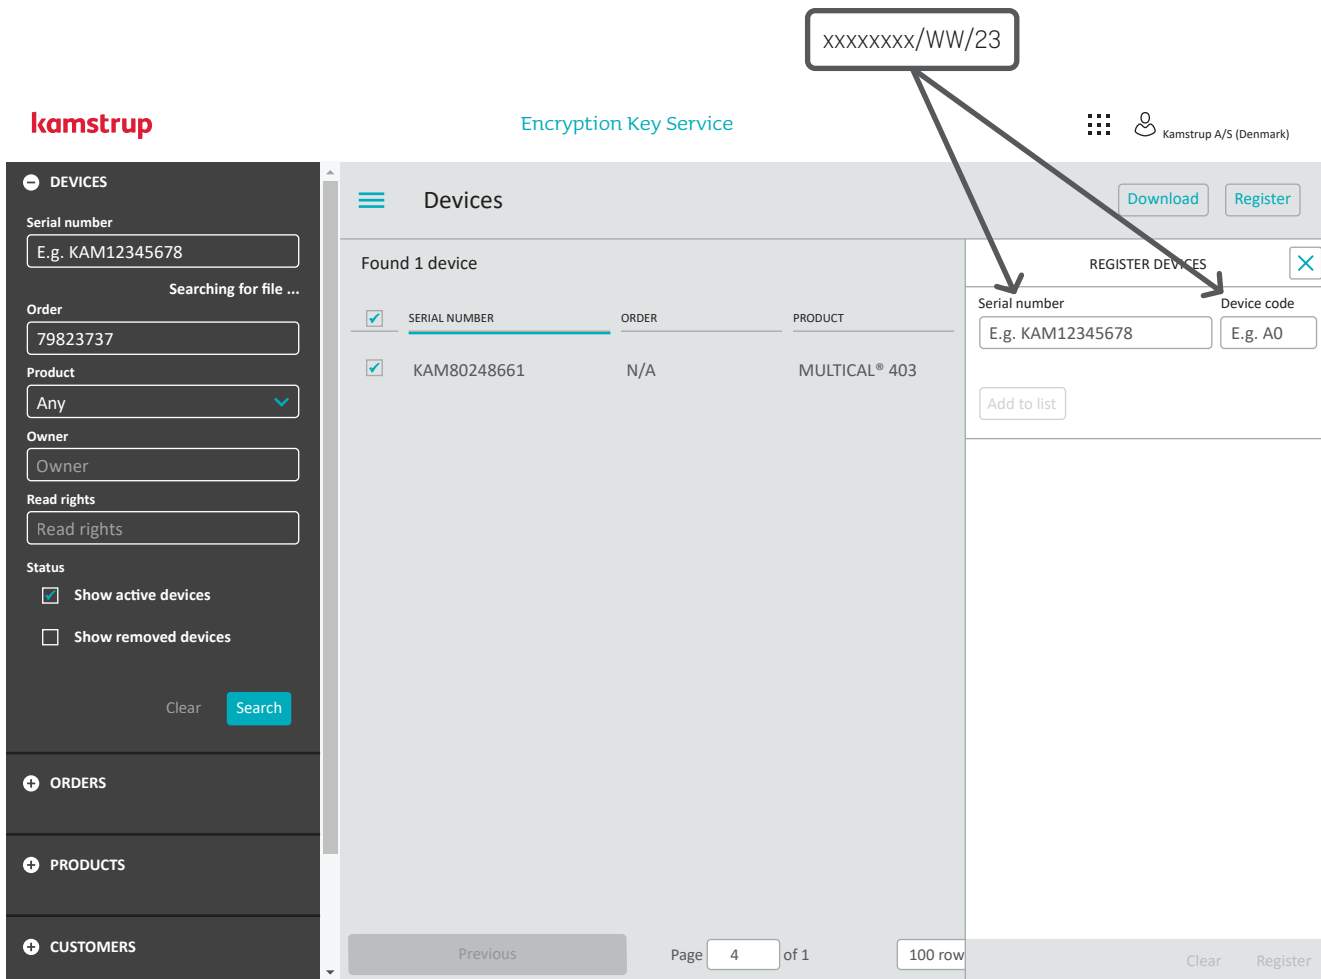 xxxxxxxx/WW/23
kamstrup
Encryption Key Service
Kamstrup A/S (Denmark)
DEVICES
Serial number
E.g. KAM12345678
Searching for file ...
Order
79823737
Product
Any
Owner
Owner
Read rights
Read rights
Status
Show active devices
Show removed devices
Clear Search
ORDERS
PRODUCTS
CUSTOMERS
Devices
Download Register
Found 1 device
SERIAL NUMBER ORDER PRODUCT
KAM80248661 N/A MULTICAL® 403
Previous Page 4 of 1 100 row
REGISTER DEVICES
Serial number Device code
E.g. KAM12345678 E.g. A0
Add to list
Clear Register